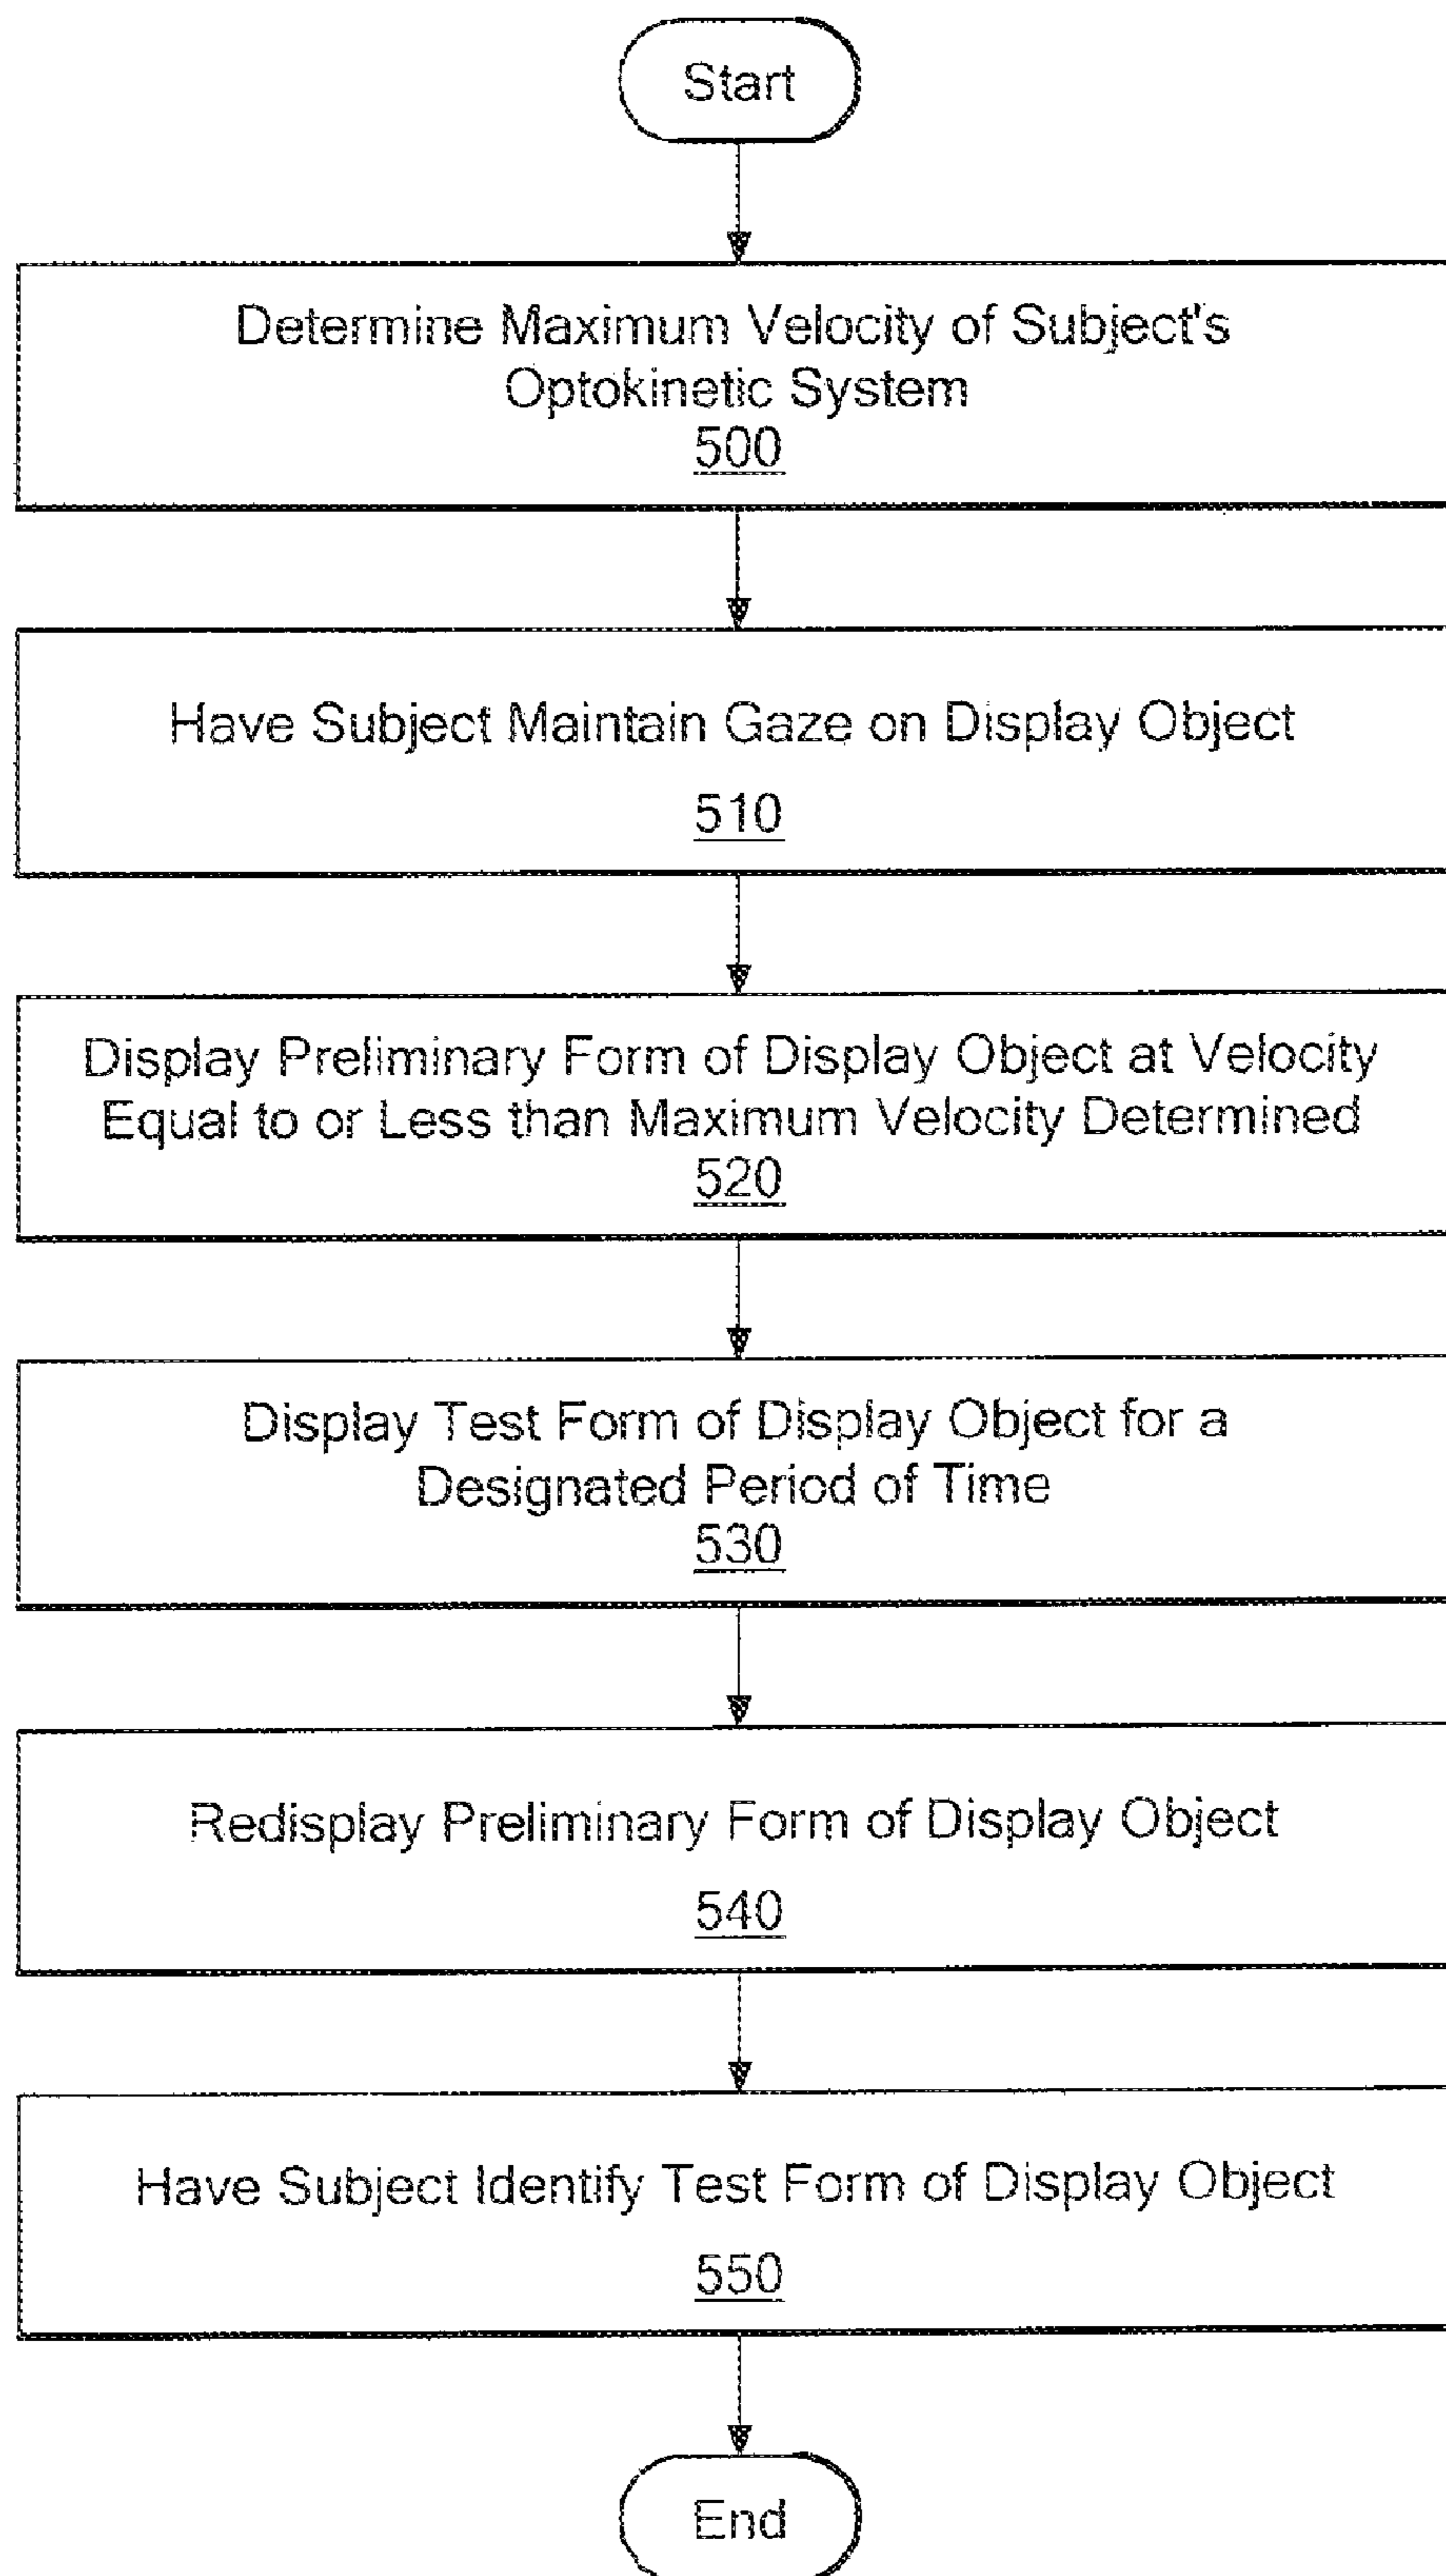 Start
Determine Maximum Velocity of Subject's
Optokinetic System
500
Have Subject Maintain Gaze on Display Object
510
Display Preliminary Form of Display Object at Velocity
Equal to or Less than Maximum Velocity Determined
520
Display Test Form of Display Object for a
Designated Period of Time
530
Redisplay Preliminary Form of Display Object
540
Have Subject Identify Test Form of Display Object
550
End